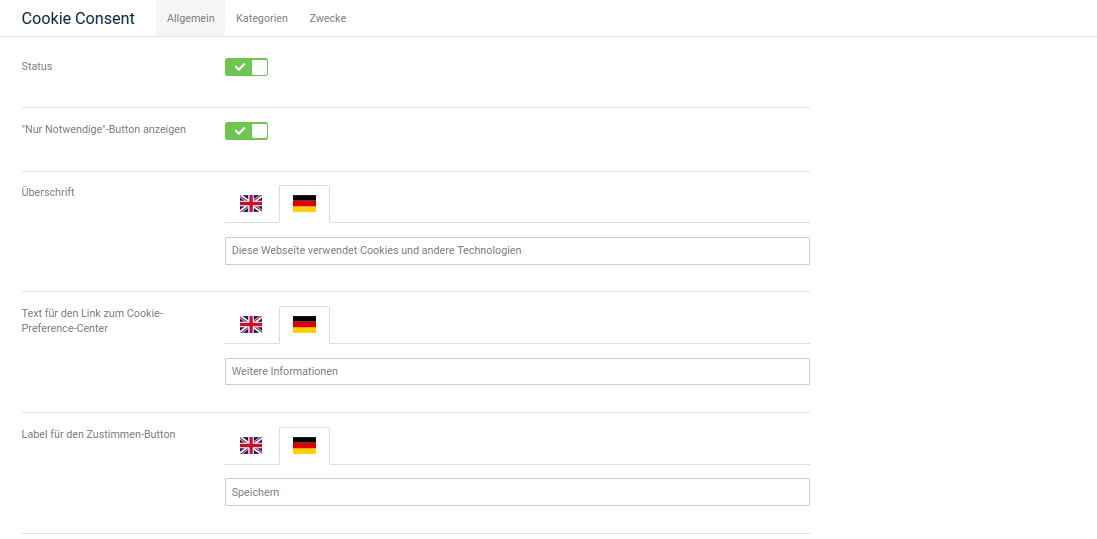 Cookie Consent Allgemein Kategorien Zwecke
Status
"Nur Notwendige"-Button anzeigen
Überschrift
Diese Webseite verwendet Cookies und andere Technologien
Text für den Link zum Cookie-
Preference-Center
Weitere Informationen
Label für den Zustimmen-Button
Speichern